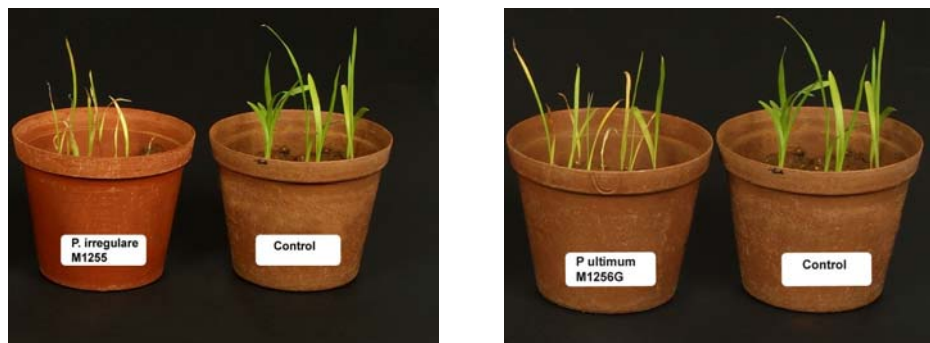 P. irregulare
M1255
Control
P ultimum
M1256G
Control